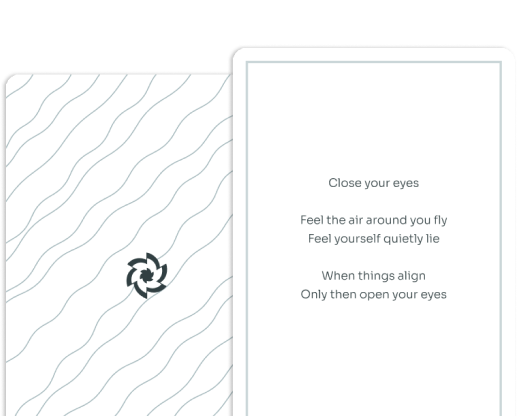 Close your eyes
Feel the air around you fly
Feel yourself quietly lie
When things align
Only then open your eyes